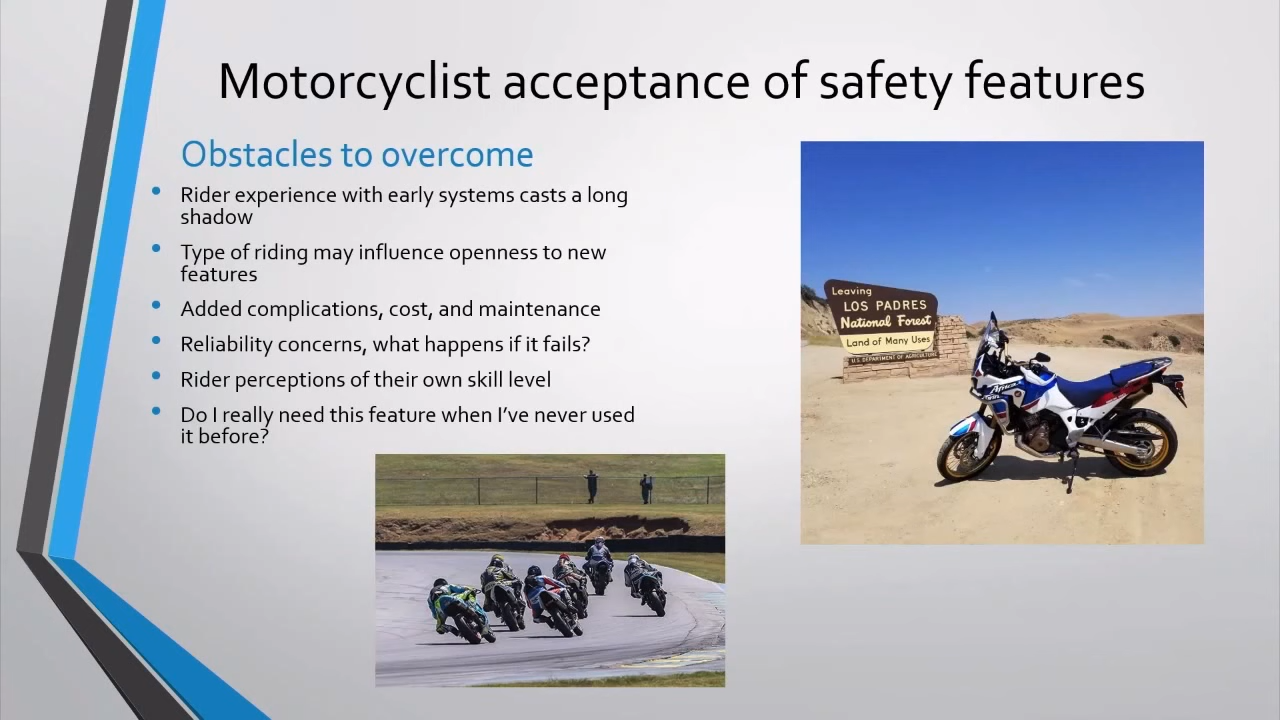 Motorcyclist acceptance of safety features
Obstacles to overcome
• Rider experience with early systems casts a long
shadow
• Type of riding may influence openness to new
features
• Added complications, cost, and maintenance
• Reliability concerns, what happens if it fails?
• Rider perceptions of their own skill level
• Do I really need this feature when I’ve never used
it before?
Leaving
LOS PADRES
National Forest
Land of Many Uses
U.S. DEPARTMENT OF AGRICULTURE